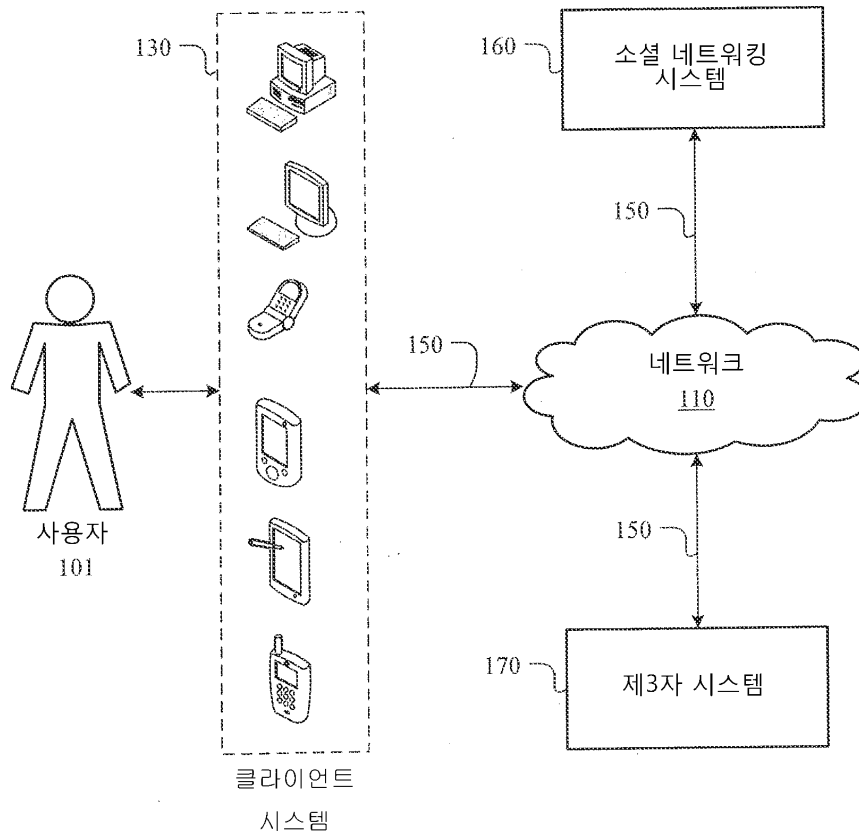 130
160
소셜 네트워킹
시스템
150
150
네트워크
110
사용자
101
150
170
제3자 시스템
클라이언트
시스템